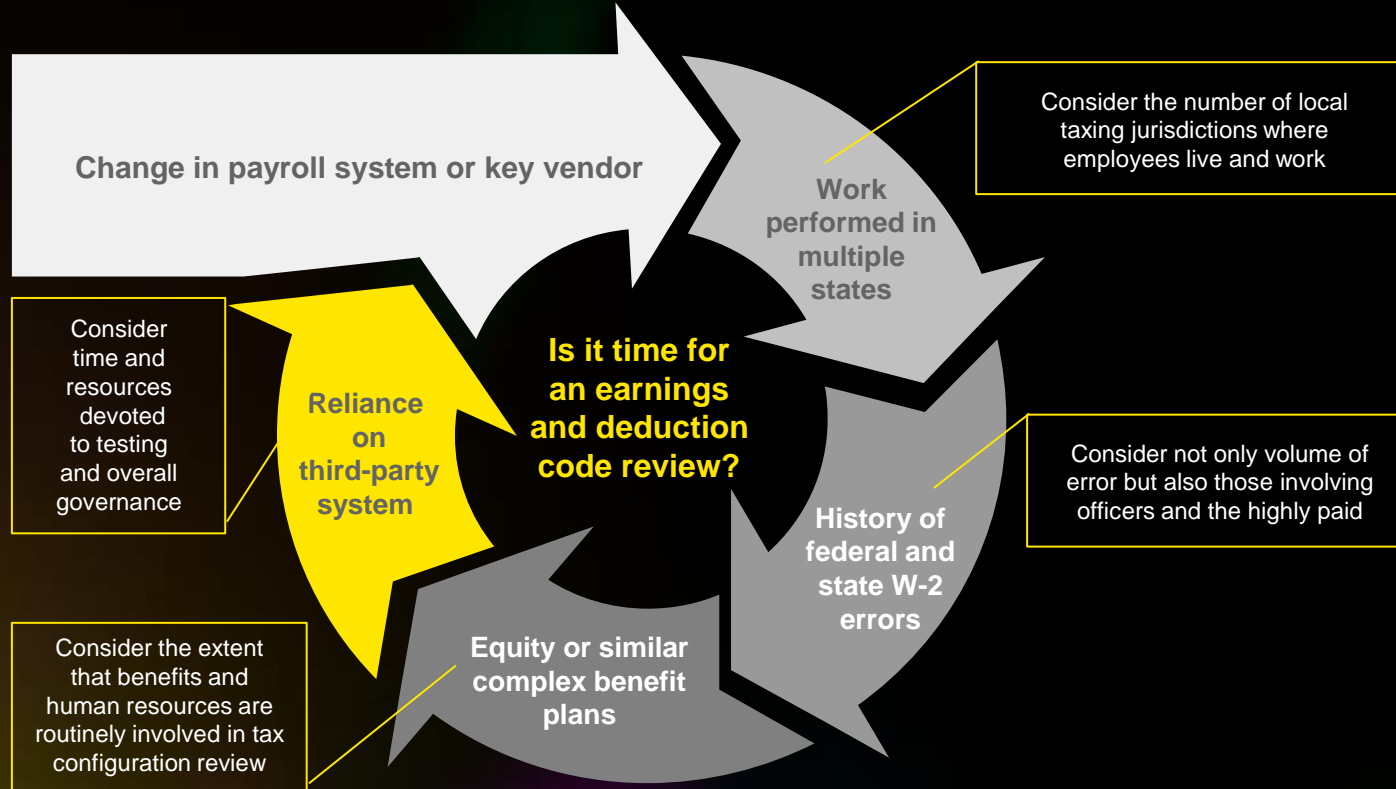 Change in payroll system or key vendor
Work
performed in
multiple
states
Consider the number of local
taxing jurisdictions where
employees live and work
Is it time for
an earnings
and deduction
code review?
History of
federal and
state W-2
errors
Consider not only volume of
error but also those involving
officers and the highly paid
Equity or similar
complex benefit
plans
Consider the extent
that benefits and
human resources are
routinely involved in tax
configuration review
Reliance
on
third-party
system
Consider
time and
resources
devoted
to testing
and overall
governance